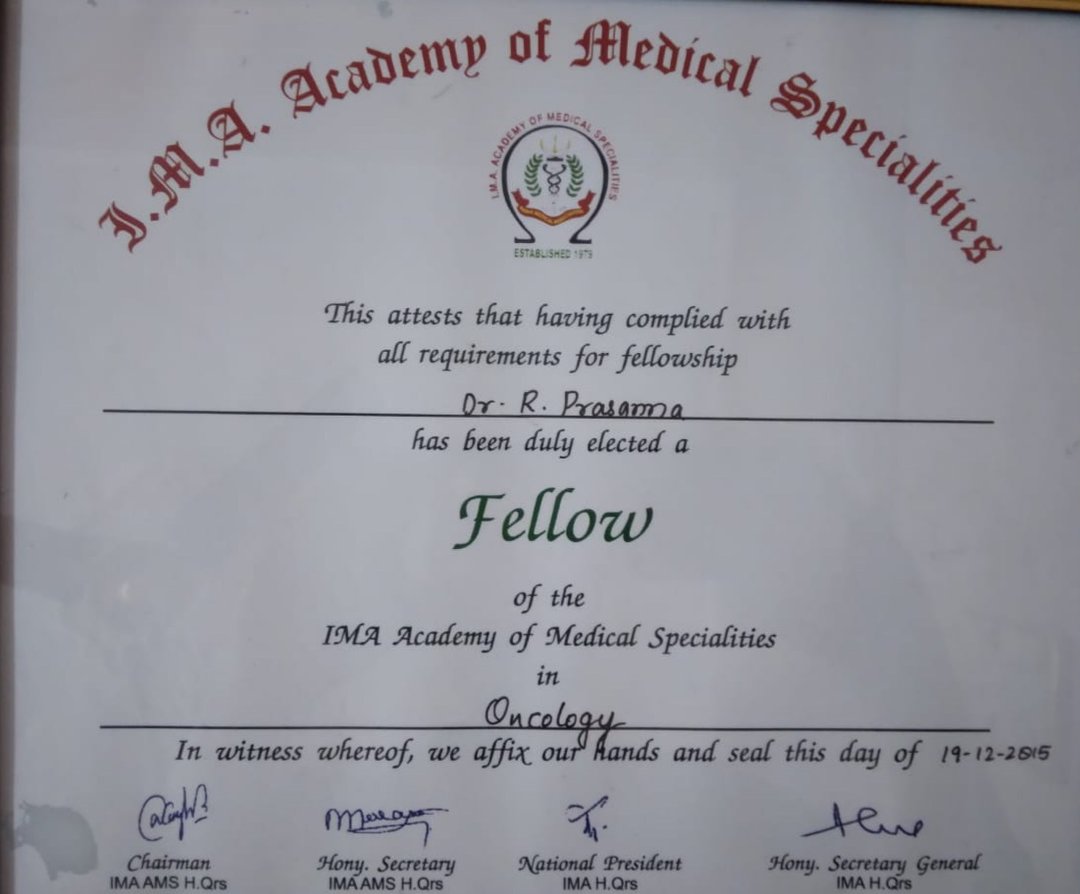 I.M.A. Academy of Medical Specialities
I.M.A. ACADEMY OF MEDICAL SPECIALITIES
ESTABLISHED 1979
This attests that having complied with
all requirements for fellowship
Dr. R. Prasanna
has been duly elected a
Fellow
of the
IMA Academy of Medical Specialities
in
Oncology
In witness whereof, we affix our hands and seal this day of 19-12-2015
Chairman Hony. Secretary National President Hony. Secretary General
IMA AMS H.Qrs IMA AMS H.Qrs IMA H.Qrs IMA H.Qrs